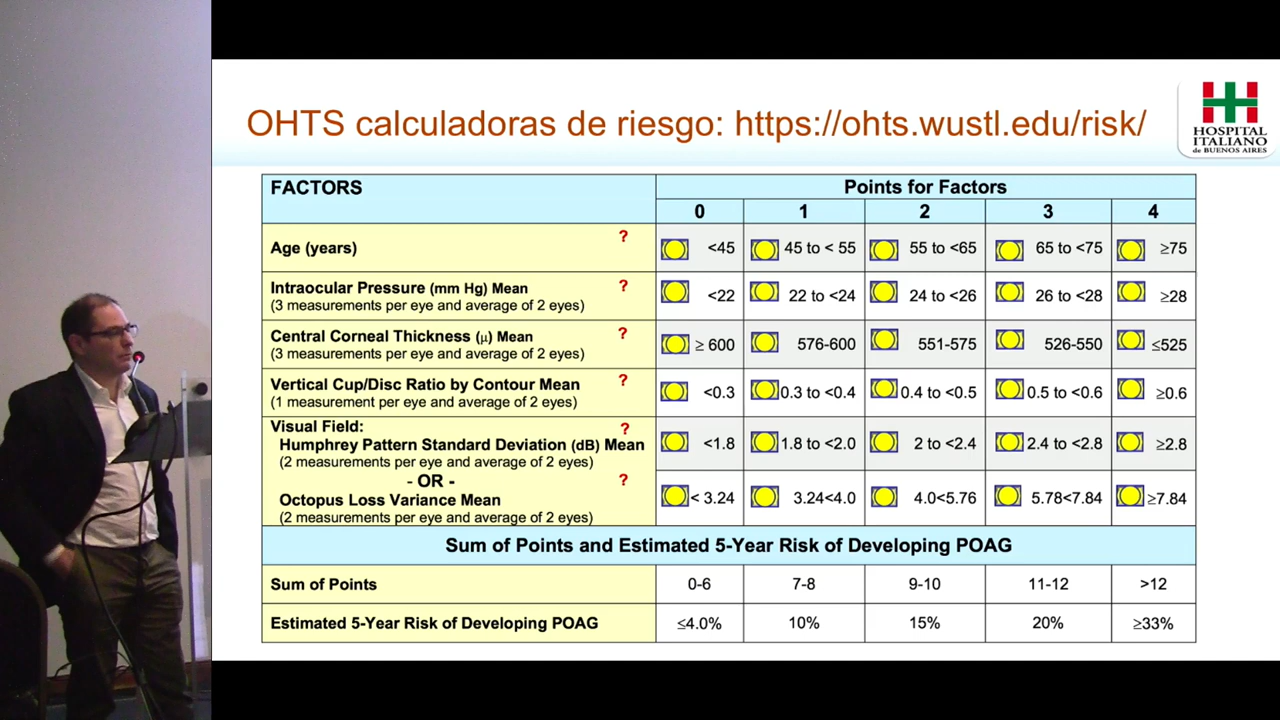 OHTS calculadoras de riesgo: https://ohts.wustl.edu/risk/
HOSPITAL
ITALIANO
de BUENOS AIRES
FACTORS
Points for Factors
0 1 2 3 4
Age (years) ? <45 45 to < 55 55 to <65 65 to <75 ≥75
Intraocular Pressure (mm Hg) Mean ?
(3 measurements per eye and average of 2 eyes)
<22 22 to <24 24 to <26 26 to <28 ≥28
Central Corneal Thickness (μ) Mean ?
(3 measurements per eye and average of 2 eyes)
≥ 600 576-600 551-575 526-550 ≤525
Vertical Cup/Disc Ratio by Contour Mean ?
(1 measurement per eye and average of 2 eyes)
<0.3 0.3 to <0.4 0.4 to <0.5 0.5 to <0.6 ≥0.6
Visual Field: ?
Humphrey Pattern Standard Deviation (dB) Mean
(2 measurements per eye and average of 2 eyes)
<1.8 1.8 to <2.0 2 to <2.4 2.4 to <2.8 ≥2.8
- OR - ?
Octopus Loss Variance Mean
(2 measurements per eye and average of 2 eyes)
< 3.24 3.24<4.0 4.0<5.76 5.78<7.84 ≥7.84
Sum of Points and Estimated 5-Year Risk of Developing POAG
Sum of Points 0-6 7-8 9-10 11-12 >12
Estimated 5-Year Risk of Developing POAG ≤4.0% 10% 15% 20% ≥33%